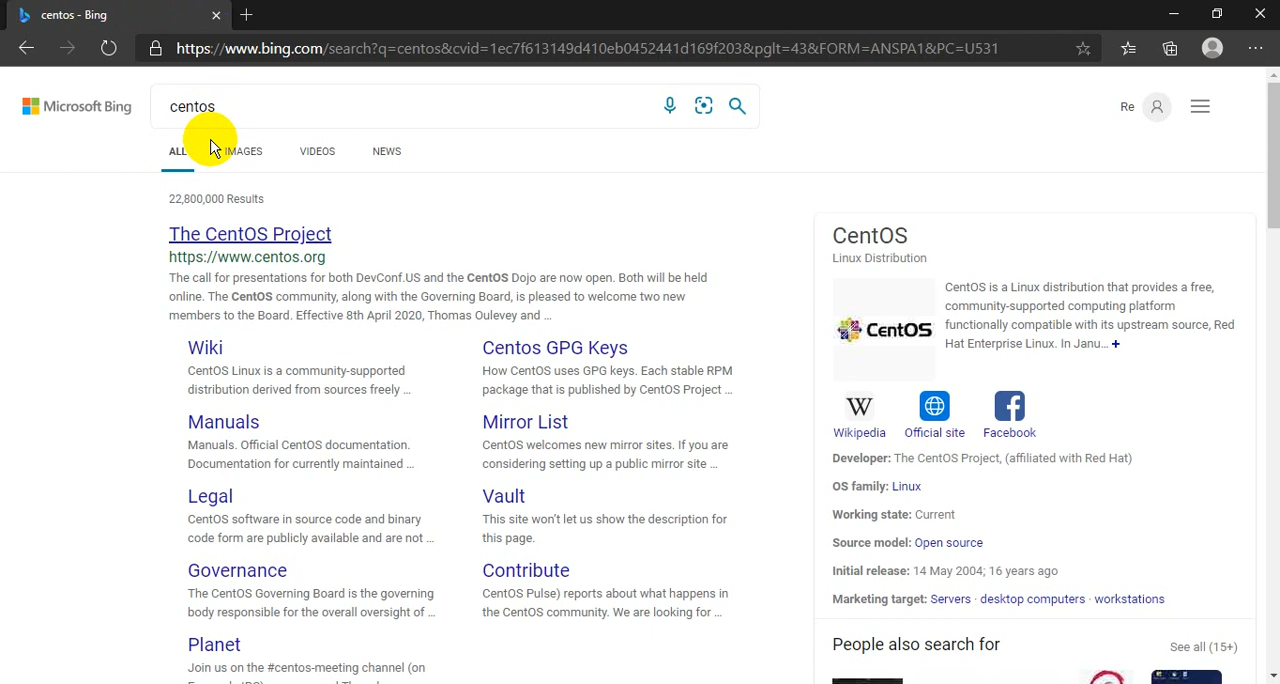 centos - Bing
https://www.bing.com/search?q=centos&cvid=1ec7f613149d410eb0452441d169f203&pglt=43&FORM=ANSPA1&PC=U531
Microsoft Bing
centos
Re
ALL IMAGES VIDEOS NEWS
22,800,000 Results
The CentOS Project
https://www.centos.org
The call for presentations for both DevConf.US and the CentOS Dojo are now open. Both will be held
online. The CentOS community, along with the Governing Board, is pleased to welcome two new
members to the Board. Effective 8th April 2020, Thomas Oulevey and ...
Wiki
CentOS Linux is a community-supported
distribution derived from sources freely ...
Centos GPG Keys
How CentOS uses GPG keys. Each stable RPM
package that is published by CentOS Project ...
Manuals
Manuals. Official CentOS documentation.
Documentation for currently maintained ...
Mirror List
CentOS welcomes new mirror sites. If you are
considering setting up a public mirror site ...
Legal
CentOS software in source code and binary
code form are publicly available and are not ...
Vault
This site won't let us show the description for
this page.
Governance
The CentOS Governing Board is the governing
body responsible for the overall oversight of ...
Contribute
CentOS Pulse) reports about what happens in
the CentOS community. We are looking for ...
Planet
Join us on the #centos-meeting channel (on
CentOS
Linux Distribution
CentOS
CentOS is a Linux distribution that provides a free,
community-supported computing platform
functionally compatible with its upstream source, Red
Hat Enterprise Linux. In Janu... +
W
Wikipedia Official site Facebook
Developer: The CentOS Project, (affiliated with Red Hat)
OS family: Linux
Working state: Current
Source model: Open source
Initial release: 14 May 2004; 16 years ago
Marketing target: Servers · desktop computers · workstations
People also search for
See all (15+)